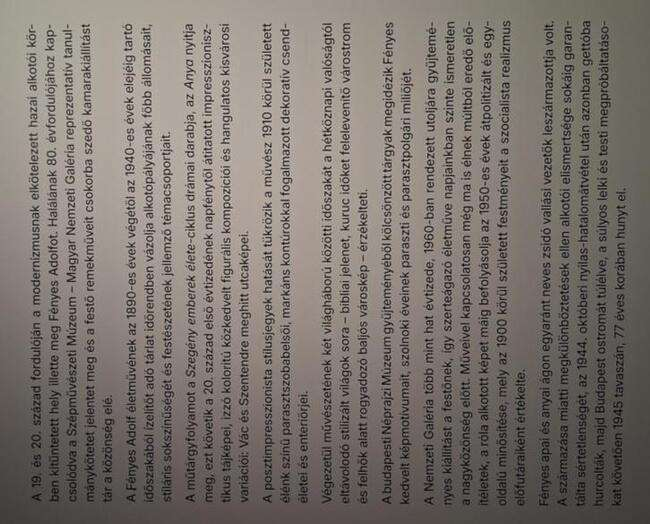 A 19. és 20. század fordulóján a modernizmusnak elkötelezett hazai alkotói kör-
ben kitüntetett hely illette meg Fényes Adolfot. Halálának 80. évfordulójához kap-
csolódva a Szépművészeti Múzeum – Magyar Nemzeti Galéria reprezentatív tanul-
mánykötetet jelentet meg és a festő remekműveit csokorba szedő kamarakiállítást
tár a közönség elé.
A Fényes Adolf életművének az 1890-es évek végétől az 1940-es évek elejéig tartó
időszakából ízelítőt adó tárlat időrendben vázolja alkotópályájának főbb állomásait,
stiláris sokszínűségét és festészetének jellemző témacsoportjait.
A műtárgyfolyamot a Szegény emberek élete-ciklus drámai darabja, az Anya nyitja
meg, ezt követik a 20. század első évtizedének napfénytől átitatott impresszionisz-
tikus tájképei, izzó koloritú közkedvelt figurális kompozíciói és hangulatos kisvárosi
variációi: Vác és Szentendre meghitt utcaképei.
A posztimpresszionista stílusjegyek hatását tükrözik a művész 1910 körül született
élénk színű parasztszobabelsői, markáns kontúrokkal fogalmazott dekoratív csend-
életei és enteriőrjei.
Végezetül művészetének két világháború közötti időszakát a hétköznapi valóságtól
eltávolodó stilizált világok sora – bibliai jelenet, kuruc időket felelevenítő városrom
és felhők alatt rogyadozó baljós városkép – érzékelteti.
A budapesti Néprajzi Múzeum gyűjteményéből kölcsönzött tárgyak megidézik Fényes
kedvelt képmotívumait, szolnoki éveinek paraszti és parasztpolgári miliőjét.
A Nemzeti Galéria több mint hat évtizede, 1960-ban rendezett utoljára gyűjtemé-
nyes kiállítást a festőnek, így szerteágazó életműve napjainkban szinte ismeretlen
a nagyközönség előtt. Műveivel kapcsolatosan még ma is élnek múltból eredő elő-
ítéletek, a róla alkotott képet máig befolyásolja az 1950-es évek átpolitizált és egy-
oldalú minősítése, mely az 1900 körül született festményeit a szocialista realizmus
előfutáraiként értékelte.
Fényes apai és anyai ágon egyaránt neves zsidó vallási vezetők leszármazottja volt.
A származása miatti megkülönböztetések ellen alkotói elismertsége sokáig garan-
tálta sértetlenségét, az 1944. októberi nyilas-hatalomátvétel után azonban gettóba
hurcolták, majd Budapest ostromát túlélve, a súlyos lelki és testi megpróbáltatáso-
kat követően 1945 tavaszán, 77 éves korában hunyt el.